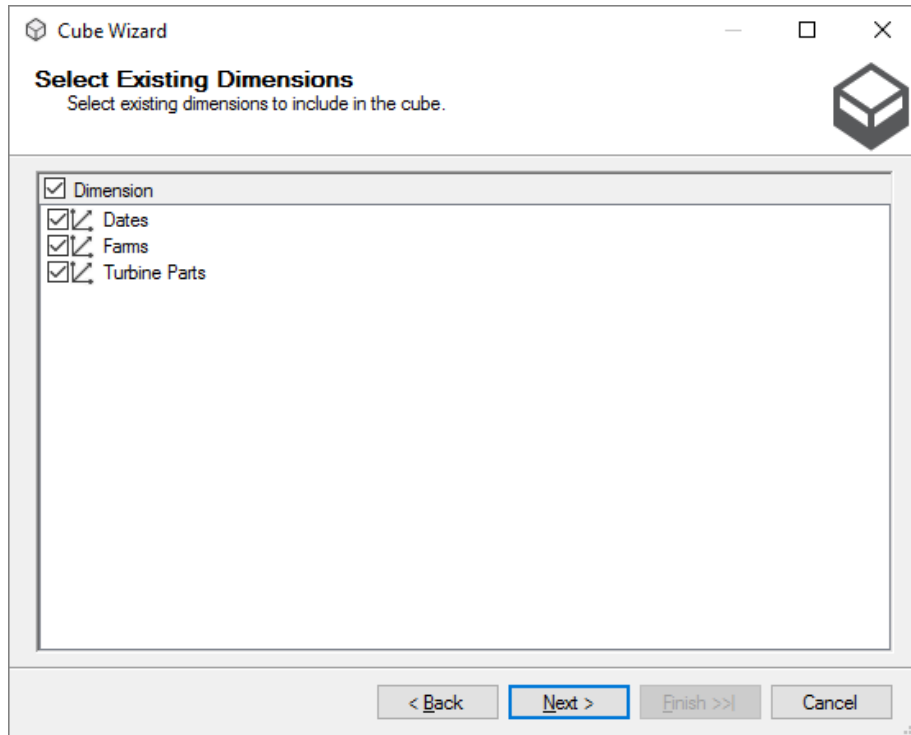 Cube Wizard
Select Existing Dimensions
Select existing dimensions to include in the cube.
Dimension
Dates
Farms
Turbine Parts
< Back Next > Finish >>| Cancel